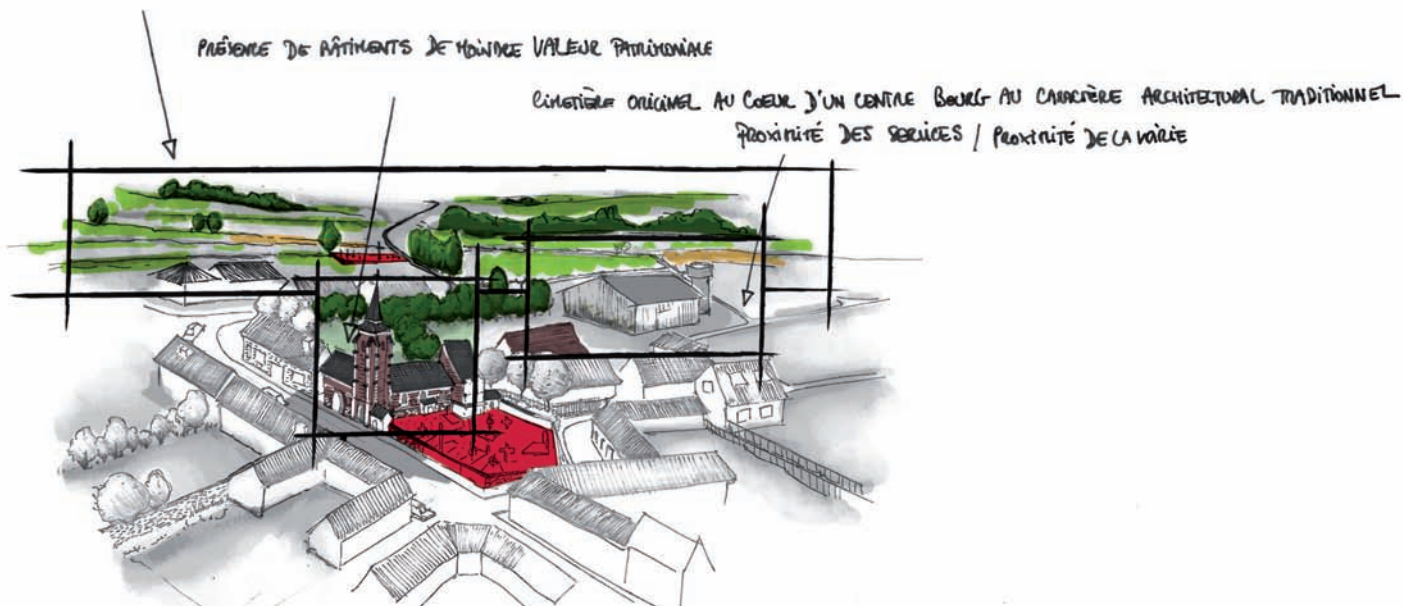 PRÉSENCE DE BÂTIMENTS DE MOINDRE VALEUR PATRIMONIALE
CIMETIÈRE ORIGINEL AU COEUR D'UN CENTRE BOURG AU CARACTÈRE ARCHITECTURAL TRADITIONNEL
PROXIMITÉ DES SERVICES / PROXIMITÉ DE LA VOIRIE